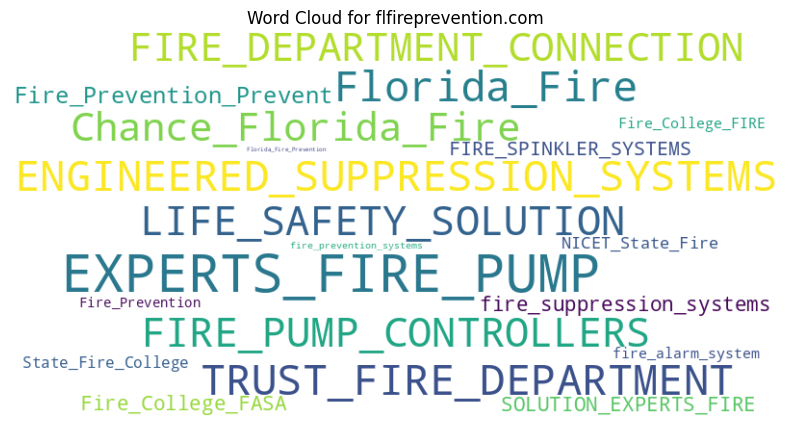 Word Cloud for flfireprevention.com
FIRE_DEPARTMENT_CONNECTION
Florida_Fire
Fire_Prevention_Prevent
Chance_Florida_Fire
Fire_College_FIRE
Florida_Fire_Prevention
FIRE_SPINKLER_SYSTEMS
ENGINEERED_SUPPRESSION_SYSTEMS
LIFE_SAFETY_SOLUTION
fire_prevention_systems
NICET_State_Fire
EXPERTS_FIRE_PUMP
Fire_Prevention
fire_suppression_systems
FIRE_PUMP_CONTROLLERS
fire_alarm_system
State_Fire_College
TRUST_FIRE_DEPARTMENT
Fire_College_FASA
SOLUTION_EXPERTS_FIRE